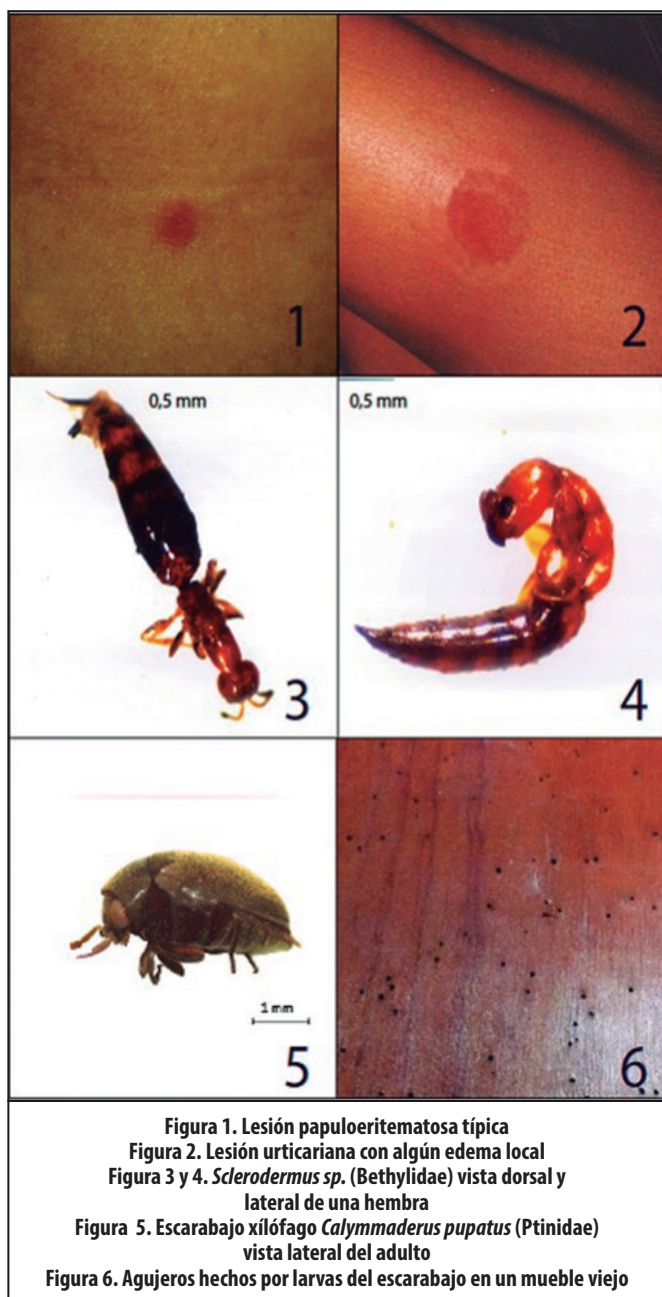 1
2
0,5 mm
3
0,5 mm
4
1 mm
5
6
Figura 1. Lesión papuloeritematosa típica
Figura 2. Lesión urticariana con algún edema local
Figura 3 y 4. Sclerodermus sp. (Bethylidae) vista dorsal y
lateral de una hembra
Figura 5. Escarabajo xílófago Calymmaderus pupatus (Ptinidae)
vista lateral del adulto
Figura 6. Agujeros hechos por larvas del escarabajo en un mueble viejo